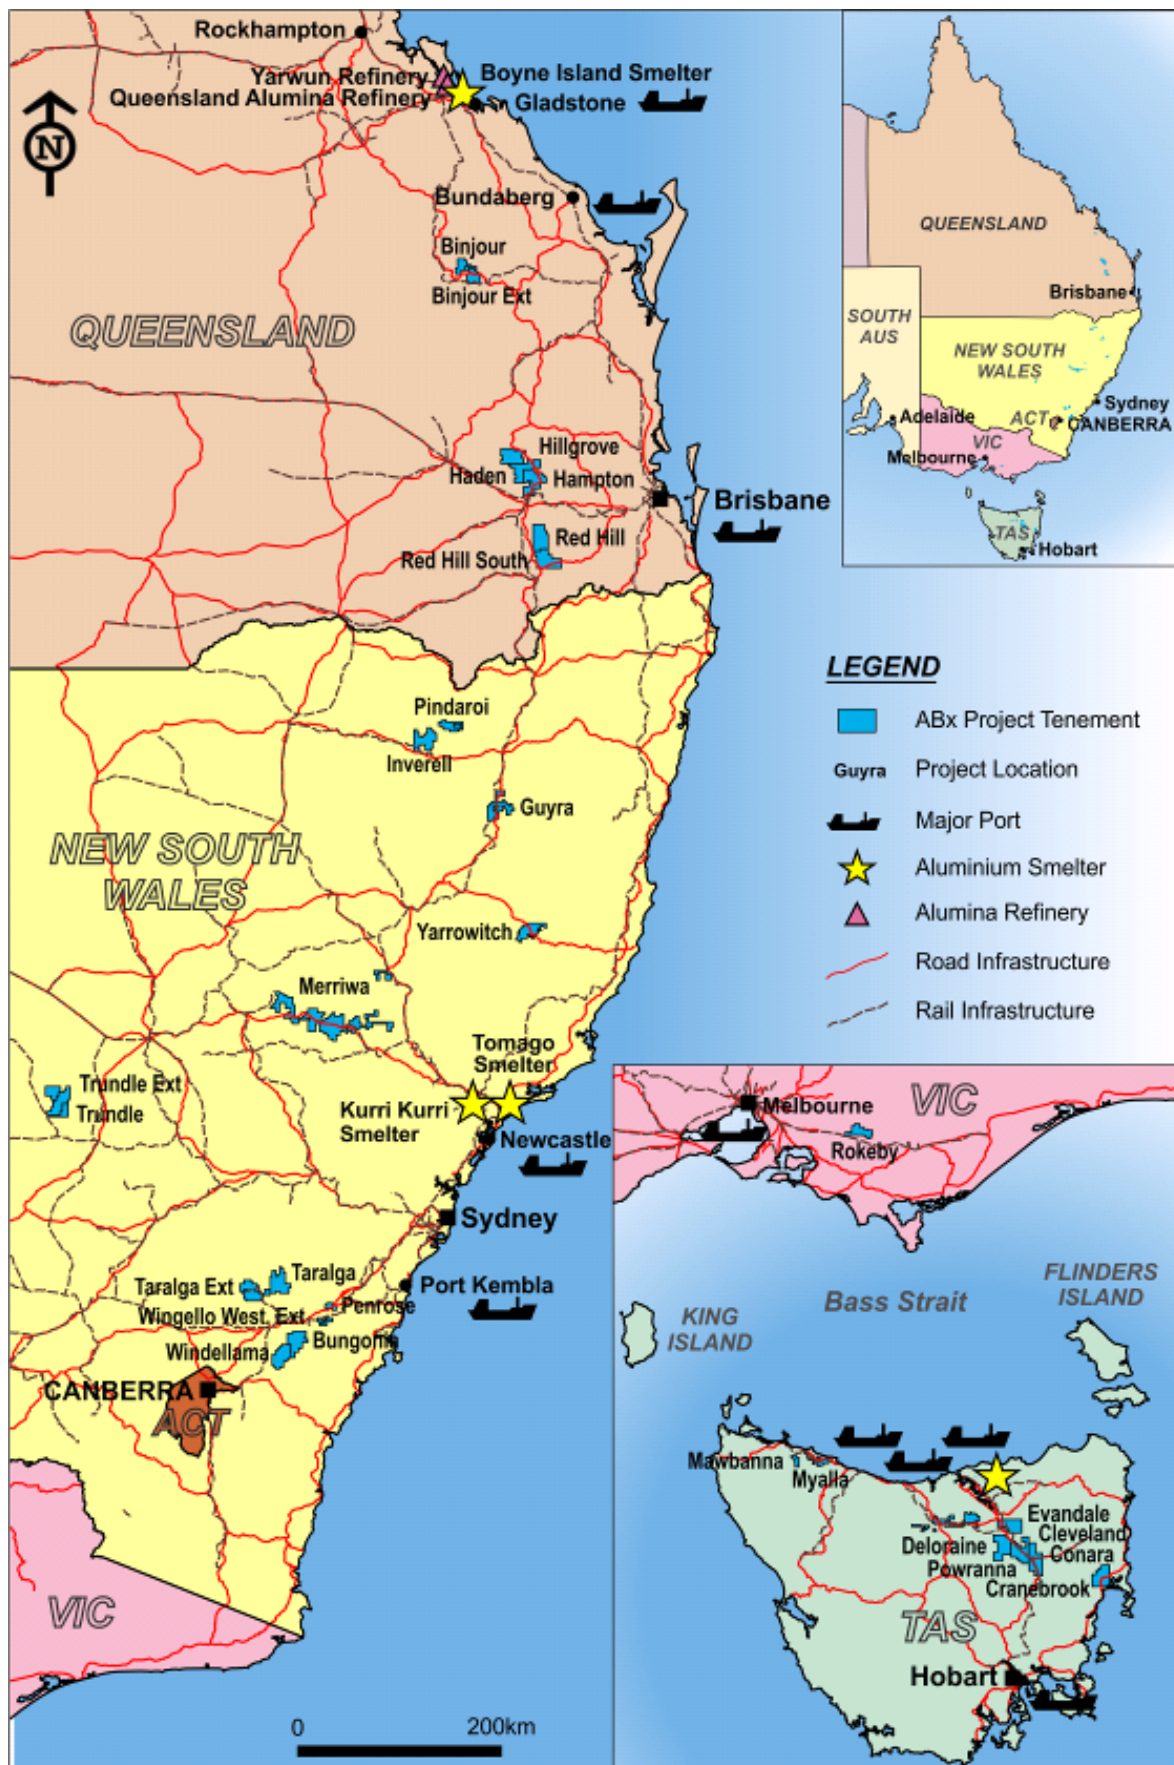 Rockhampton
Yarwun Refinery
Boyne Island Smelter
Queensland Alumina Refinery
Gladstone
N
Bundaberg
Binjour
Binjour Ext
QUEENSLAND
Hillgrove
Haden
Hampton
Brisbane
Red Hill
Red Hill South
Pindaroi
Inverell
Guyra
NEW SOUTH
WALES
Yarrowitch
Merriwa
Tomago
Smelter
Trundle Ext
Trundle
Kurri Kurri
Smelter
Newcastle
Sydney
Taralga Ext
Taralga
Port Kembla
Wingello West, Ext
Penrose
Windellama
Bungonia
CANBERRA
ACT
VIC
0
200km
QUEENSLAND
Brisbane
SOUTH
AUS
NEW SOUTH
WALES
Sydney
ACT
CANBERRA
Adelaide
VIC
Melbourne
TAS
Hobart
LEGEND
ABx Project Tenement
Guyra
Project Location
Major Port
Aluminium Smelter
Alumina Refinery
Road Infrastructure
Rail Infrastructure
Melbourne
VIC
Rokeby
Bass Strait
KING
ISLAND
FLINDERS
ISLAND
Mawbanna
Myalla
Evandale
Cleveland
Deloraine
Conara
Powranna
Cranebrook
TAS
Hobart